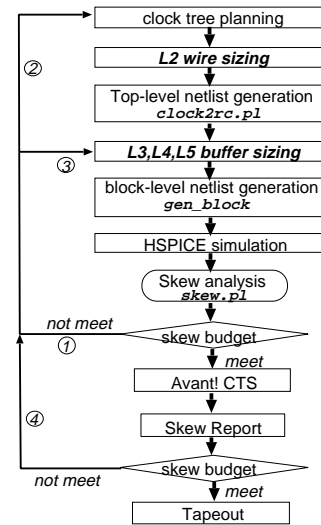 clock tree planning
②
L2 wire sizing
Top-level netlist generation
clock2rc.pl
③
L3,L4,L5 buffer sizing
block-level netlist generation
gen_block
HSPICE simulation
Skew analysis
skew.pl
not meet
①
skew budget
meet
Avant! CTS
④
Skew Report
skew budget
not meet
meet
Tapeout